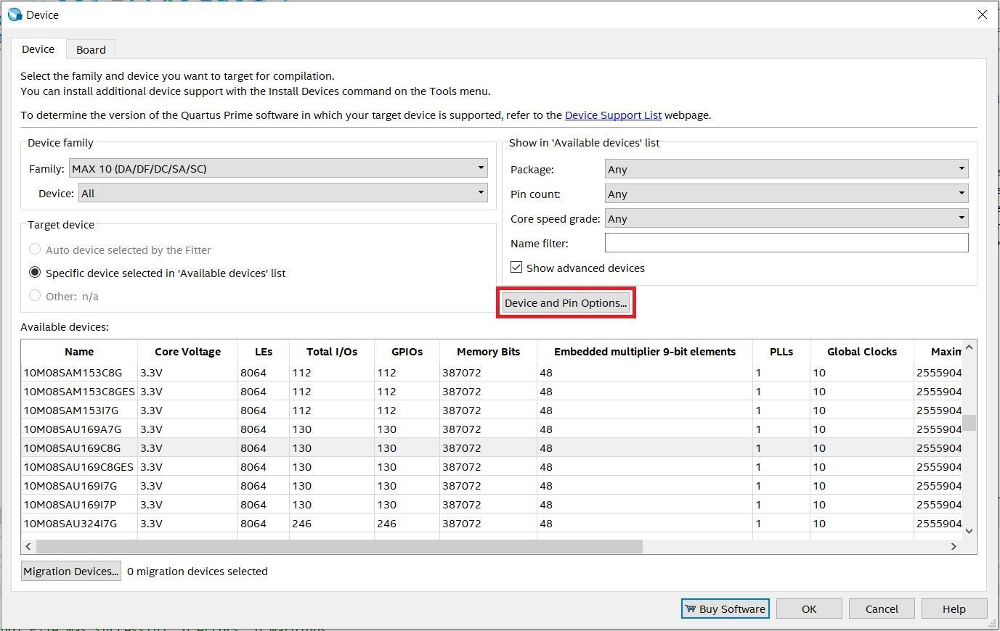 Device
Device Board
Select the family and device you want to target for compilation.
You can install additional device support with the Install Devices command on the Tools menu.
To determine the version of the Quartus Prime software in which your target device is supported, refer to the Device Support List webpage.
Device family
Family: MAX 10 (DA/DF/DC/SA/SC)
Device: All
Target device
Auto device selected by the Fitter
Specific device selected in 'Available devices' list
Other: n/a
Show in 'Available devices' list
Package: Any
Pin count: Any
Core speed grade: Any
Name filter:
Show advanced devices
Device and Pin Options...
Available devices:
Name Core Voltage LEs Total I/Os GPIOs Memory Bits Embedded multiplier 9-bit elements PLLs Global Clocks Maxim
10M08SAM153C8G 3.3V 8064 112 112 387072 48 1 10 2555904
10M08SAM153C8GES 3.3V 8064 112 112 387072 48 1 10 2555904
10M08SAM153I7G 3.3V 8064 112 112 387072 48 1 10 2555904
10M08SAU169A7G 3.3V 8064 130 130 387072 48 1 10 2555904
10M08SAU169C8G 3.3V 8064 130 130 387072 48 1 10 2555904
10M08SAU169C8GES 3.3V 8064 130 130 387072 48 1 10 2555904
10M08SAU169I7G 3.3V 8064 130 130 387072 48 1 10 2555904
10M08SAU169I7P 3.3V 8064 130 130 387072 48 1 10 2555904
10M08SAU324I7G 3.3V 8064 246 246 387072 48 1 10 2555904
Migration Devices... 0 migration devices selected
Buy Software OK Cancel Help